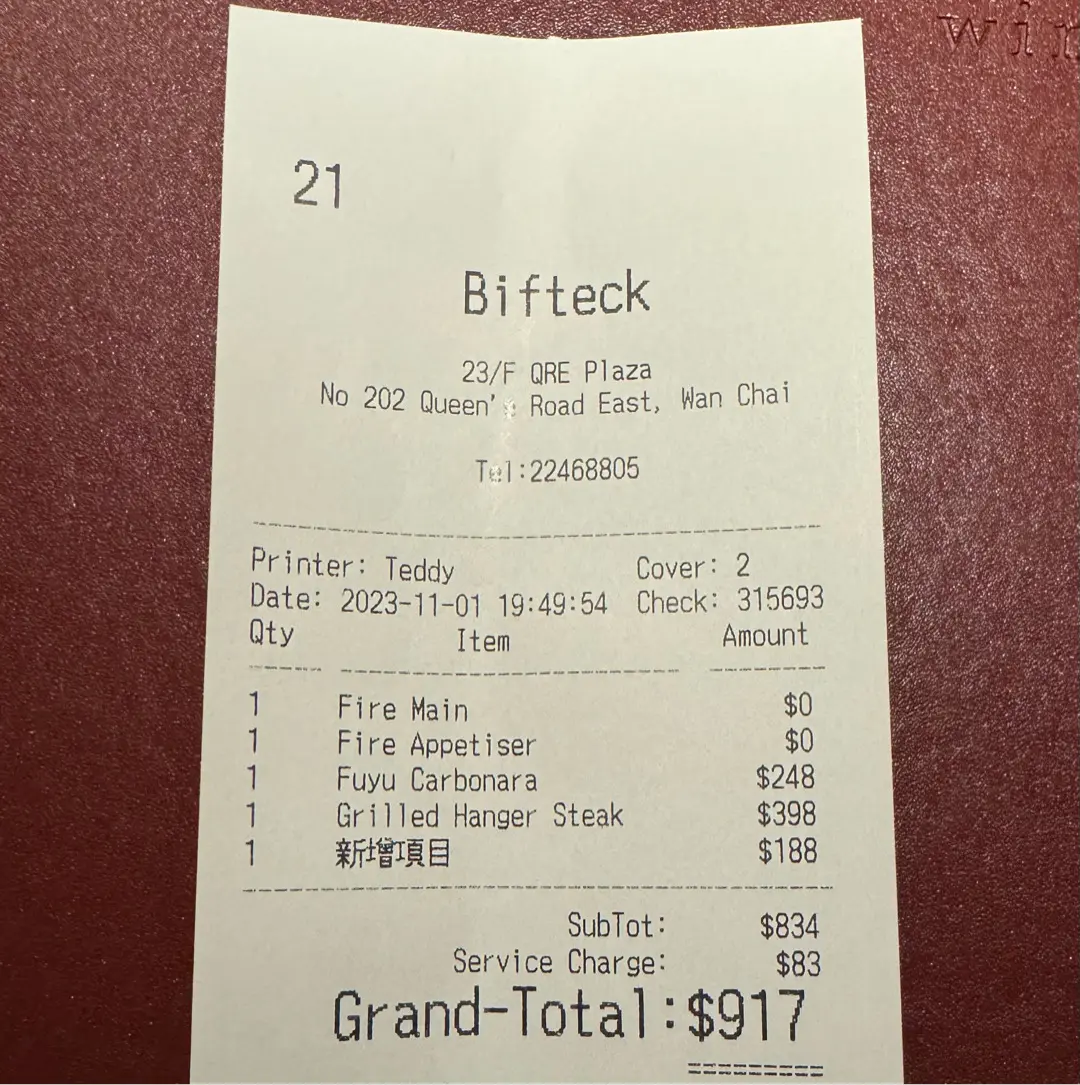 win
21
Bifteck
23/F QRE Plaza
No 202 Queen's Road East, Wan Chai
Tel:22468805
Printer: Teddy Cover: 2
Date: 2023-11-01 19:49:54 Check: 315693
Qty Item Amount
1 Fire Main $0
1 Fire Appetiser $0
1 Fuyu Carbonara $248
1 Grilled Hanger Steak $398
1 新增項目 $188
SubTot: $834
Service Charge: $83
Grand-Total:$917
=========